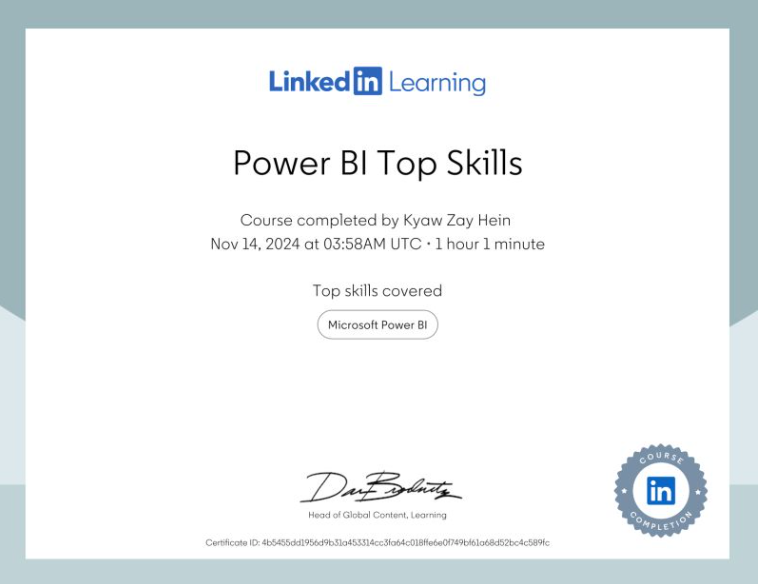 Linked in Learning
Power BI Top Skills
Course completed by Kyaw Zay Hein
Nov 14, 2024 at 03:58AM UTC • 1 hour 1 minute
Top skills covered
Microsoft Power BI
Head of Global Content, Learning
Certificate ID: 4b5455dd1956d9b31a453314cc3fa64c018ffe6e0f749bf61a68d52bc4c589fc
COURSE
in
COMPLETION